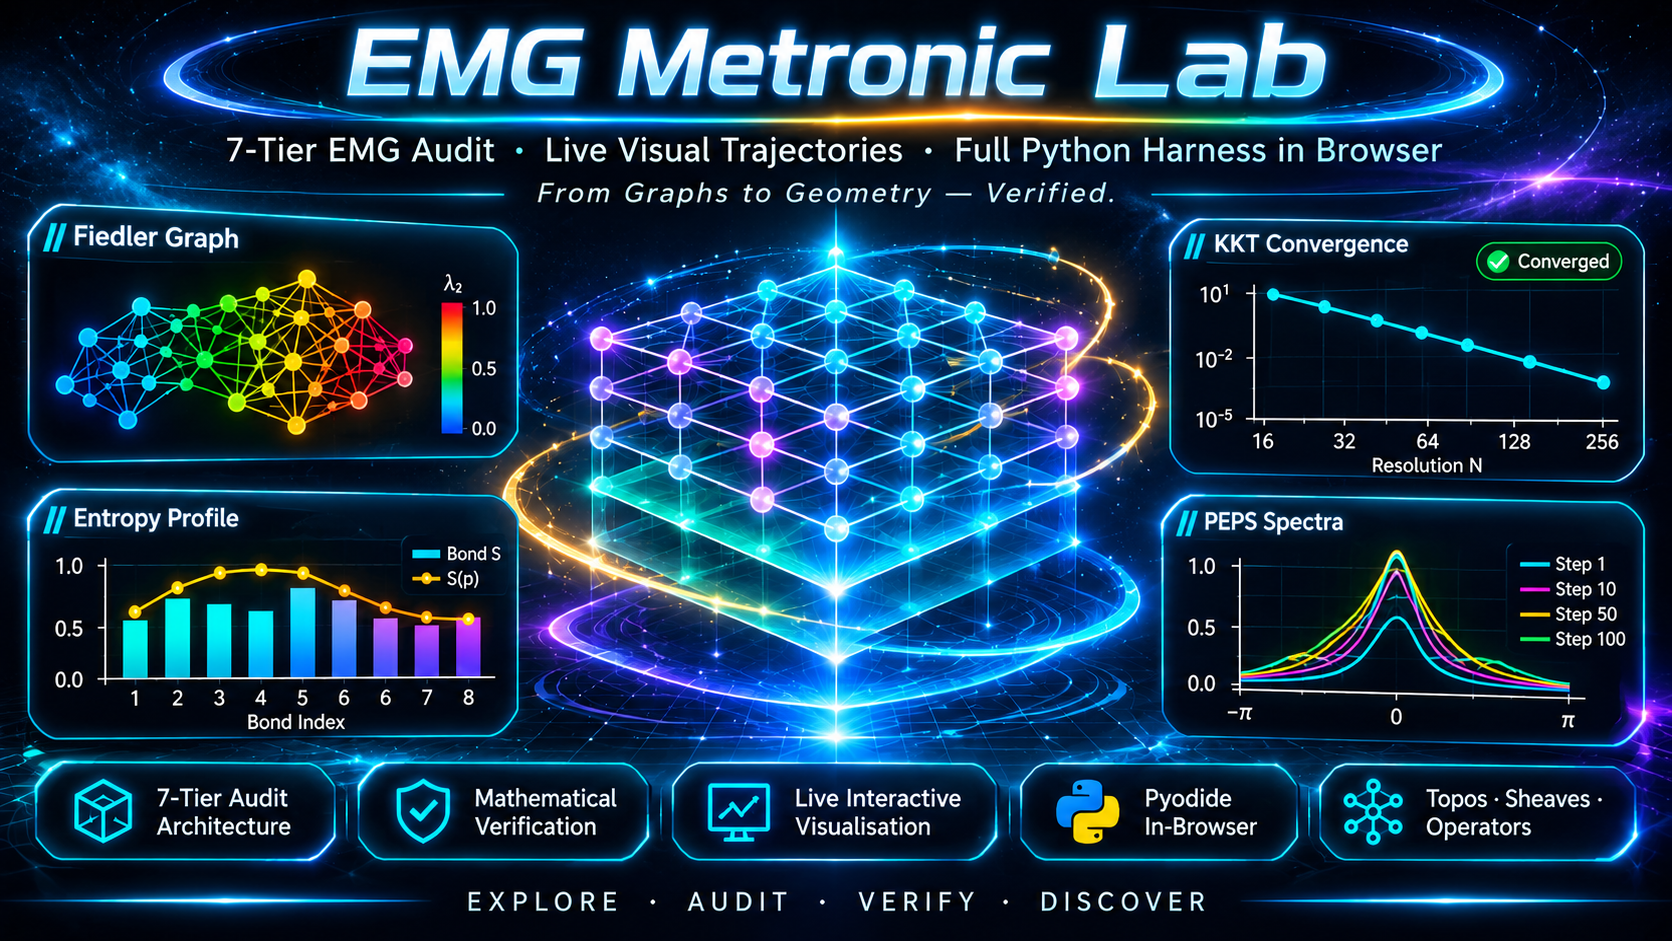 EMG Metronic Lab
7-Tier EMG Audit · Live Visual Trajectories · Full Python Harness in Browser
From Graphs to Geometry — Verified.
// Fiedler Graph
λ₂
1.0
0.5
0.0
// KKT Convergence
Converged
10¹
10⁻²
10⁻⁵
16 32 64 128 256
Resolution N
// Entropy Profile
Bond S
S(p)
1.0
0.5
0.0
1 2 3 4 5 6 6 7 8
Bond Index
// PEPS Spectra
Step 1
Step 10
Step 50
Step 100
1.0
0.5
0.0
−π 0 π
7-Tier Audit
Architecture
Mathematical
Verification
Live Interactive
Visualisation
Pyodide
In-Browser
Topos · Sheaves ·
Operators
EXPLORE · AUDIT · VERIFY · DISCOVER